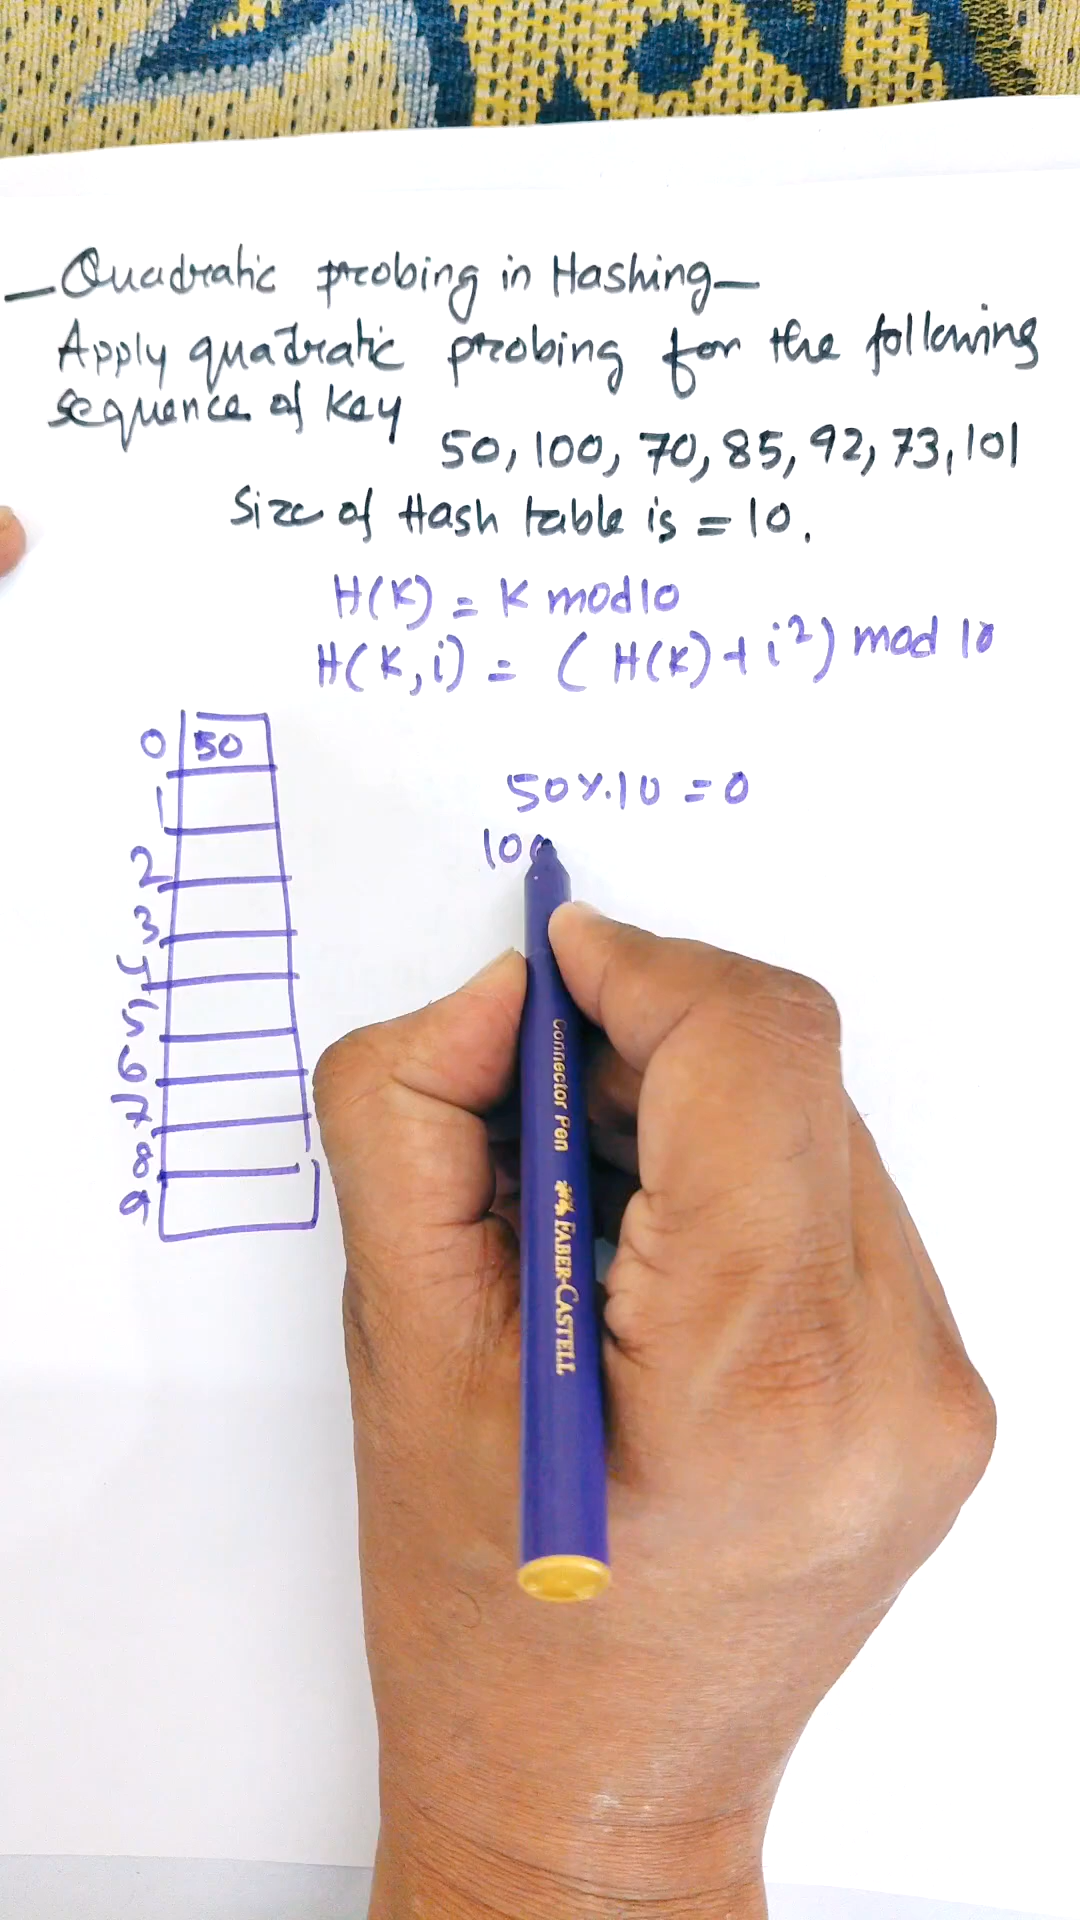 Quadratic probing in Hashing
Apply quadratic probing for the following
sequence of key
50, 100, 70, 85, 92, 73, 101
Size of Hash table is = 10.
H(K) = K mod 10
H(K, i) = ( H(K) + i²) mod 10
0 50
50 %. 10 = 0
1
100
2
3
4
5
6
7
8
9
Connector Pen FABER-CASTELL